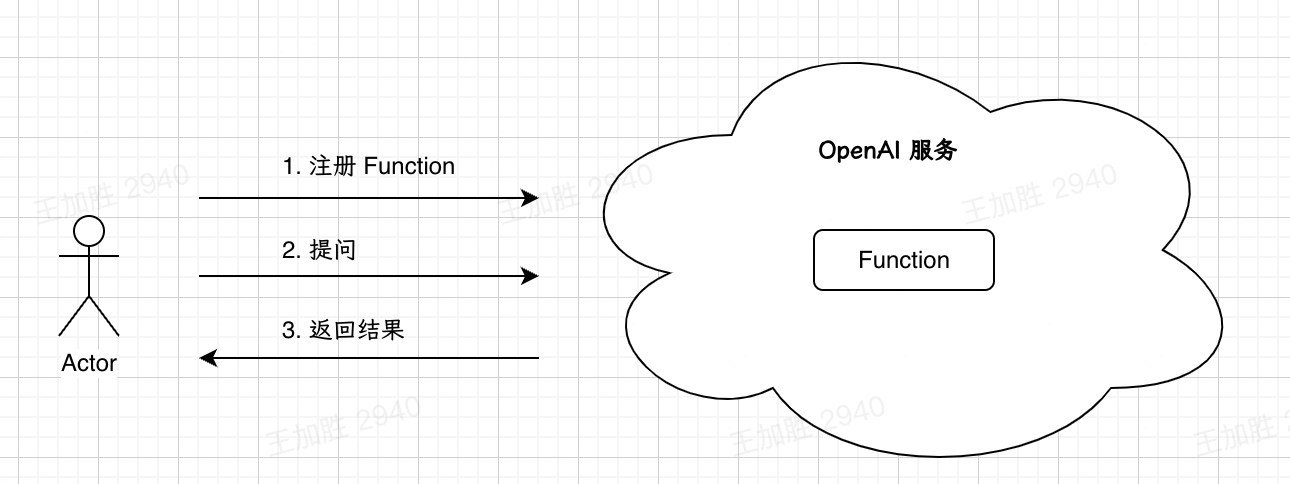 OpenAI 服务
1. 注册 Function
2. 提问
Function
3. 返回结果
Actor
王加胜 2940
王加胜 2940
王加胜 2940
王加胜 2940
王加胜 2940
王加胜 2940